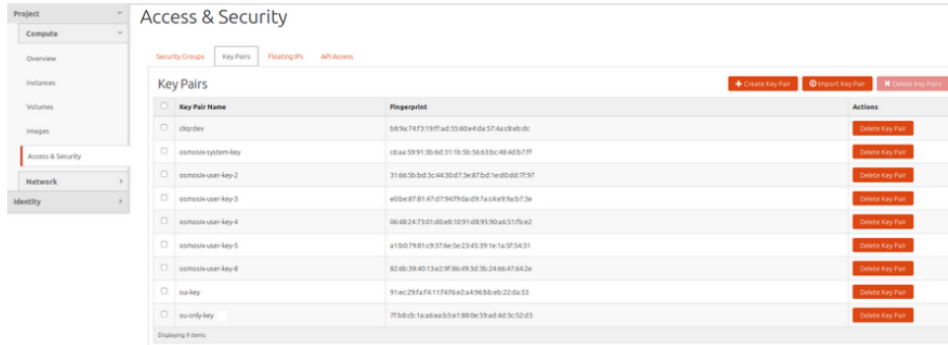 Project
Compute
Overview
Instances
Volumes
Images
Access & Security
Network
Identity
Access & Security
Security Groups Key Pairs Floating IPs API Access
Key Pairs
Create Key Pair Import Key Pair Delete Key Pairs
Key Pair Name Fingerprint Actions
cliqrdev Delete Key Pair
osmosix-system-key Delete Key Pair
osmosix-user-key-2 Delete Key Pair
osmosix-user-key-3 Delete Key Pair
osmosix-user-key-4 Delete Key Pair
osmosix-user-key-5 Delete Key Pair
osmosix-user-key-8 Delete Key Pair
su-key Delete Key Pair
su-only-key Delete Key Pair
Displaying 9 items